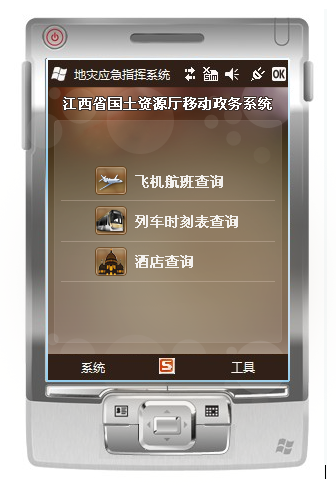 地灾应急指挥系统 OK
江西省国土资源厅移动政务系统
飞机航班查询
列车时刻表查询
酒店查询
系统 S 工具